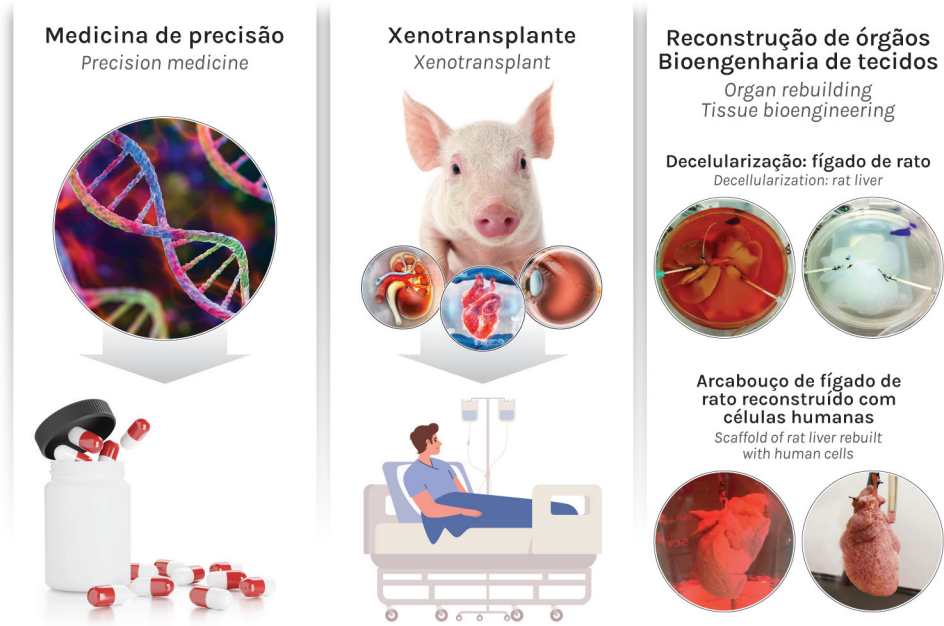 Medicina de precisão
Precision medicine
Xenotransplante
Xenotransplant
Reconstrução de órgãos
Bioengenharia de tecidos
Organ rebuilding
Tissue bioengineering
Decelularização: fígado de rato
Decellularization: rat liver
Arcabouço de fígado de
rato reconstruído com
células humanas
Scaffold of rat liver rebuilt
with human cells